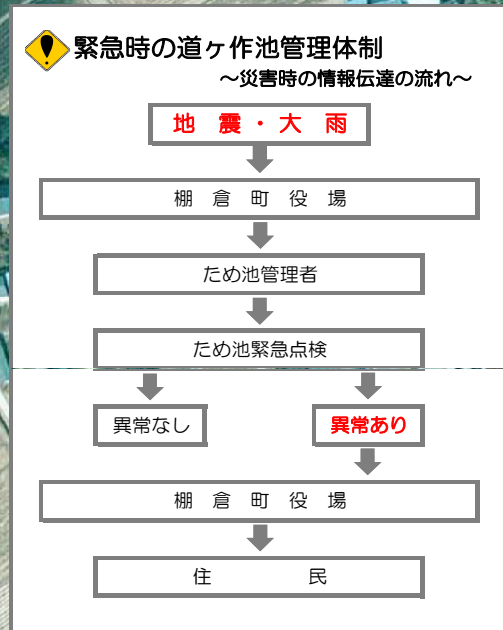 緊急時の道ヶ作池管理体制
~災害時の情報伝達の流れ~
地 震・大 雨
棚 倉 町 役 場
ため池管理者
ため池緊急点検
異常なし
異常あり
棚 倉 町 役 場
住 民